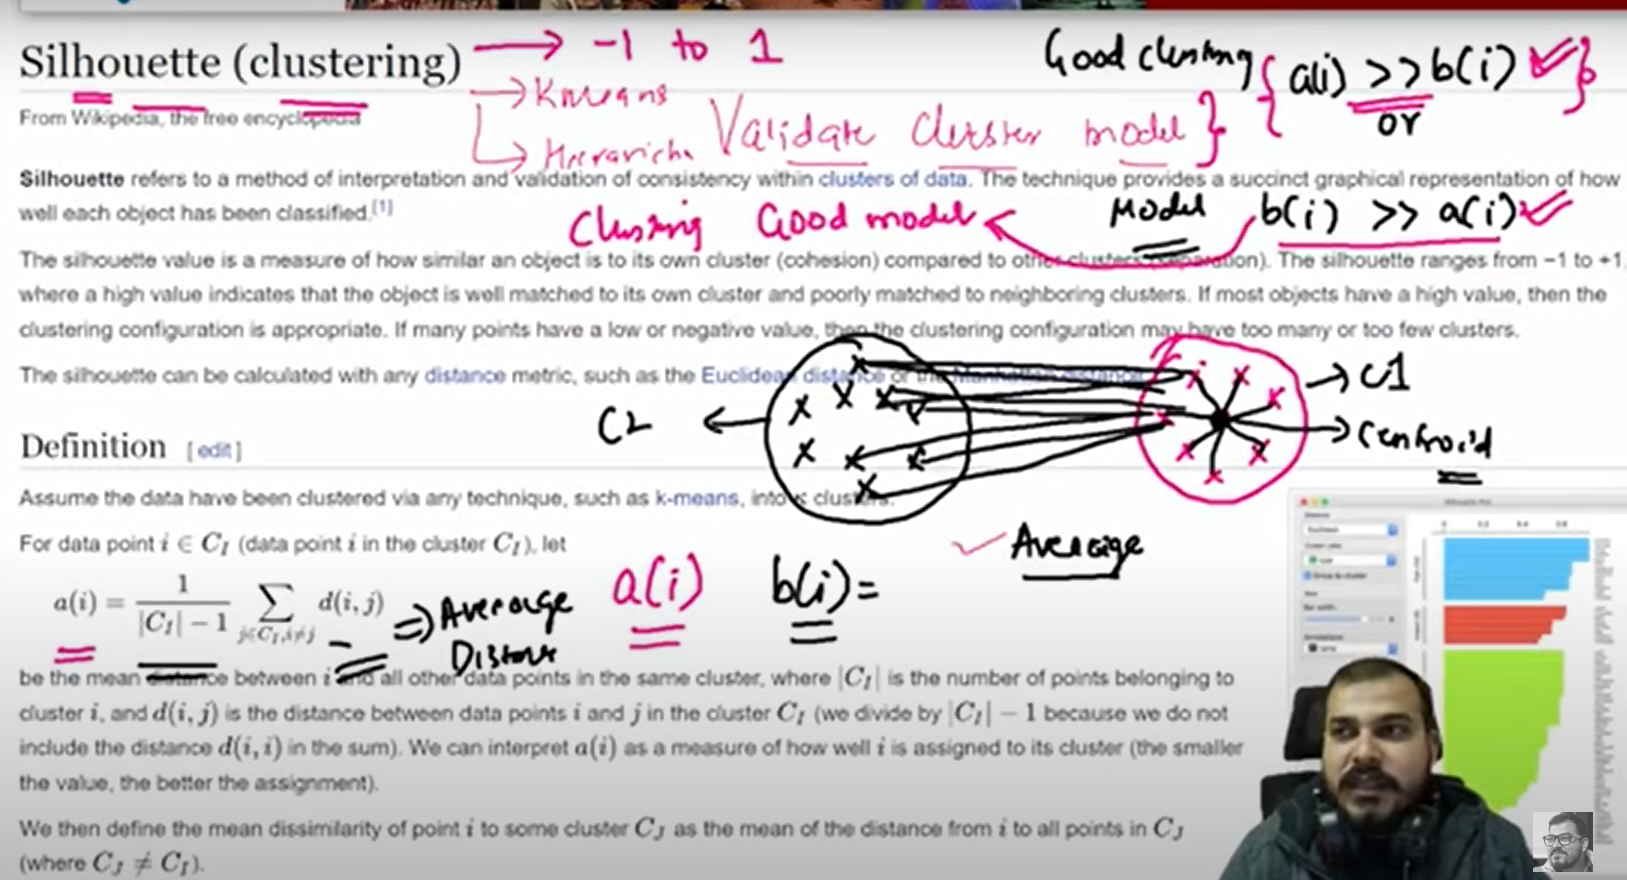 Silhouette (clustering) → -1 to 1
Good clustring { a(i) >> b(i) }
→ Kmeans
or
Validate Cluster model }
From Wikipedia, the free encyclopedia
Silhouette refers to a method of interpretation and validation of consistency within clusters of data. The technique provides a succinct graphical representation of how
well each object has been classified.[1]
Model b(i) >> a(i)
Good model
The silhouette value is a measure of how similar an object is to its own cluster (cohesion) compared to other clusters (separation). The silhouette ranges from −1 to +1,
where a high value indicates that the object is well matched to its own cluster and poorly matched to neighboring clusters. If most objects have a high value, then the
clustering configuration is appropriate. If many points have a low or negative value, then the clustering configuration may have too many or too few clusters.
The silhouette can be calculated with any distance metric, such as the Euclidean distance or the Manhattan distance.
→ C1
C2 ←
→ Centroid
Definition [edit]
Assume the data have been clustered via any technique, such as k-means, into clusters.
For data point i ∈ C_I (data point i in the cluster C_I), let
Average
a(i) = 1 / (|C_I| − 1) ∑ j∈C_I, i≠j d(i, j) ⇒ Average
a(i) b(i) =
be the mean distance between i and all other data points in the same cluster, where |C_I| is the number of points belonging to
cluster i, and d(i, j) is the distance between data points i and j in the cluster C_I (we divide by |C_I| − 1 because we do not
include the distance d(i, i) in the sum). We can interpret a(i) as a measure of how well i is assigned to its cluster (the smaller
the value, the better the assignment).
We then define the mean dissimilarity of point i to some cluster C_J as the mean of the distance from i to all points in C_J
(where C_J ≠ C_I).